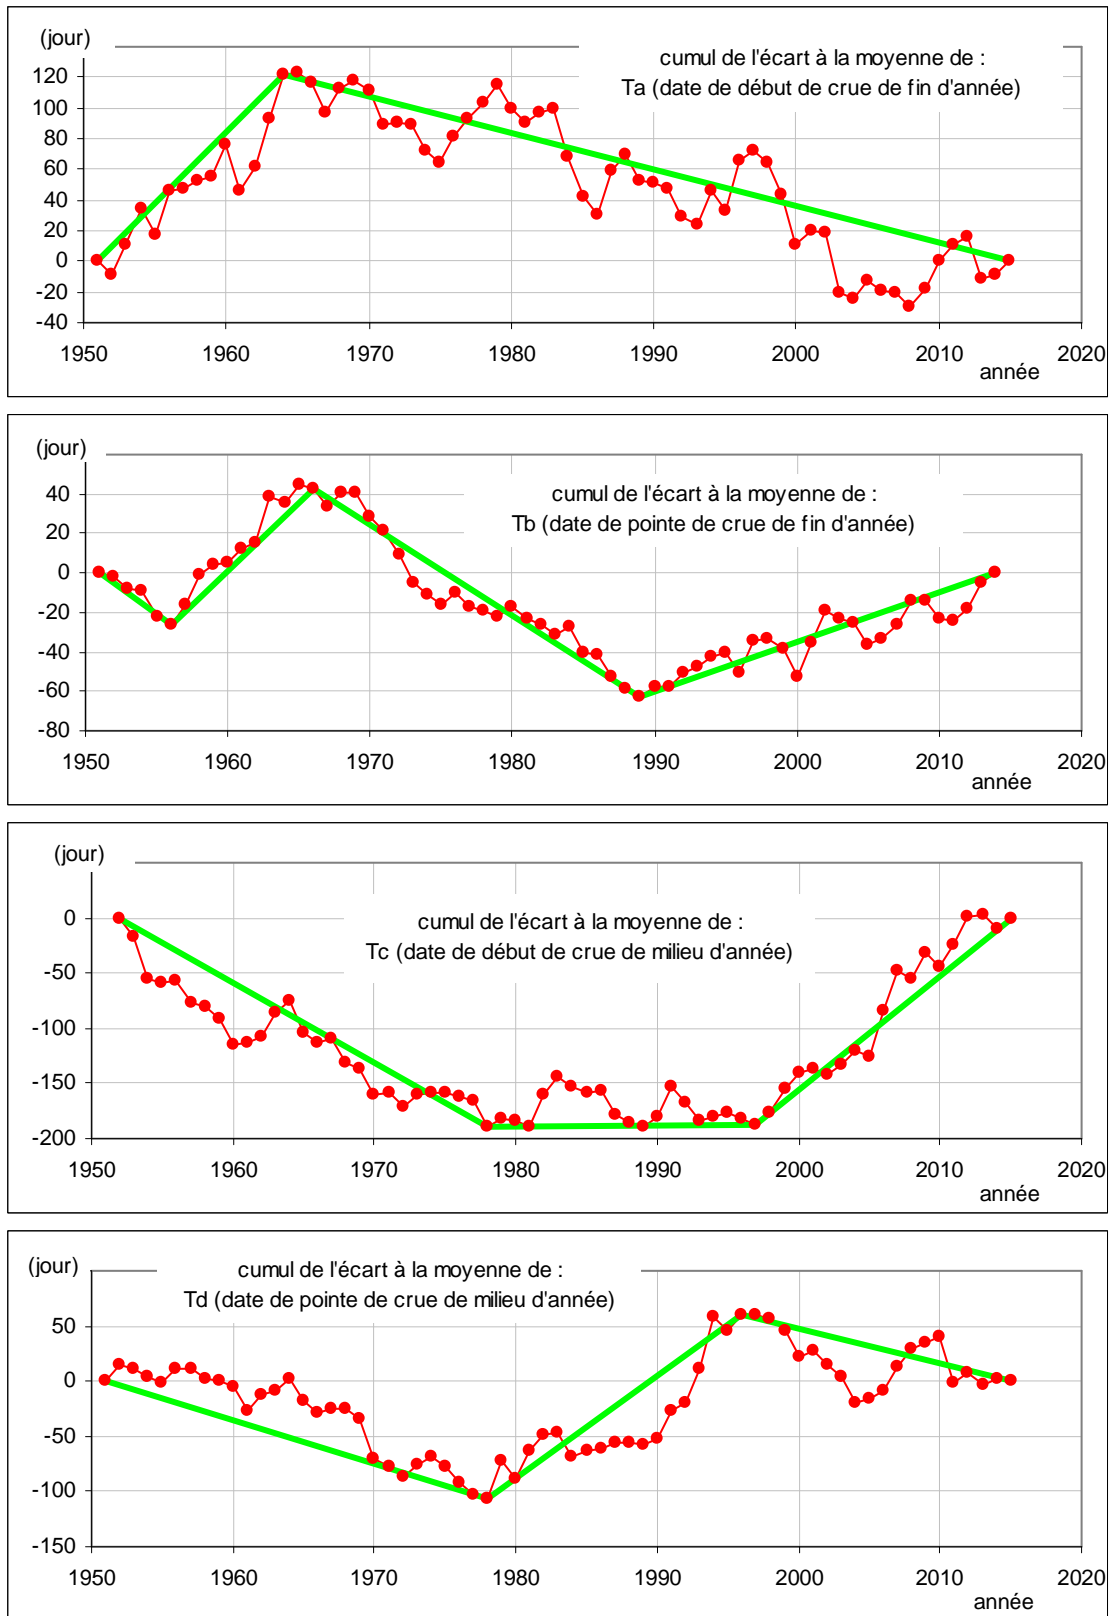 (jour)
cumul de l'écart à la moyenne de :
Ta (date de début de crue de fin d'année)
120
100
80
60
40
20
0
-20
-40
1950 1960 1970 1980 1990 2000 2010 2020
année
(jour)
cumul de l'écart à la moyenne de :
Tb (date de pointe de crue de fin d'année)
40
20
0
-20
-40
-60
-80
1950 1960 1970 1980 1990 2000 2010 2020
année
(jour)
cumul de l'écart à la moyenne de :
Tc (date de début de crue de milieu d'année)
0
-50
-100
-150
-200
1950 1960 1970 1980 1990 2000 2010 2020
année
(jour)
cumul de l'écart à la moyenne de :
Td (date de pointe de crue de milieu d'année)
50
0
-50
-100
-150
1950 1960 1970 1980 1990 2000 2010 2020
année